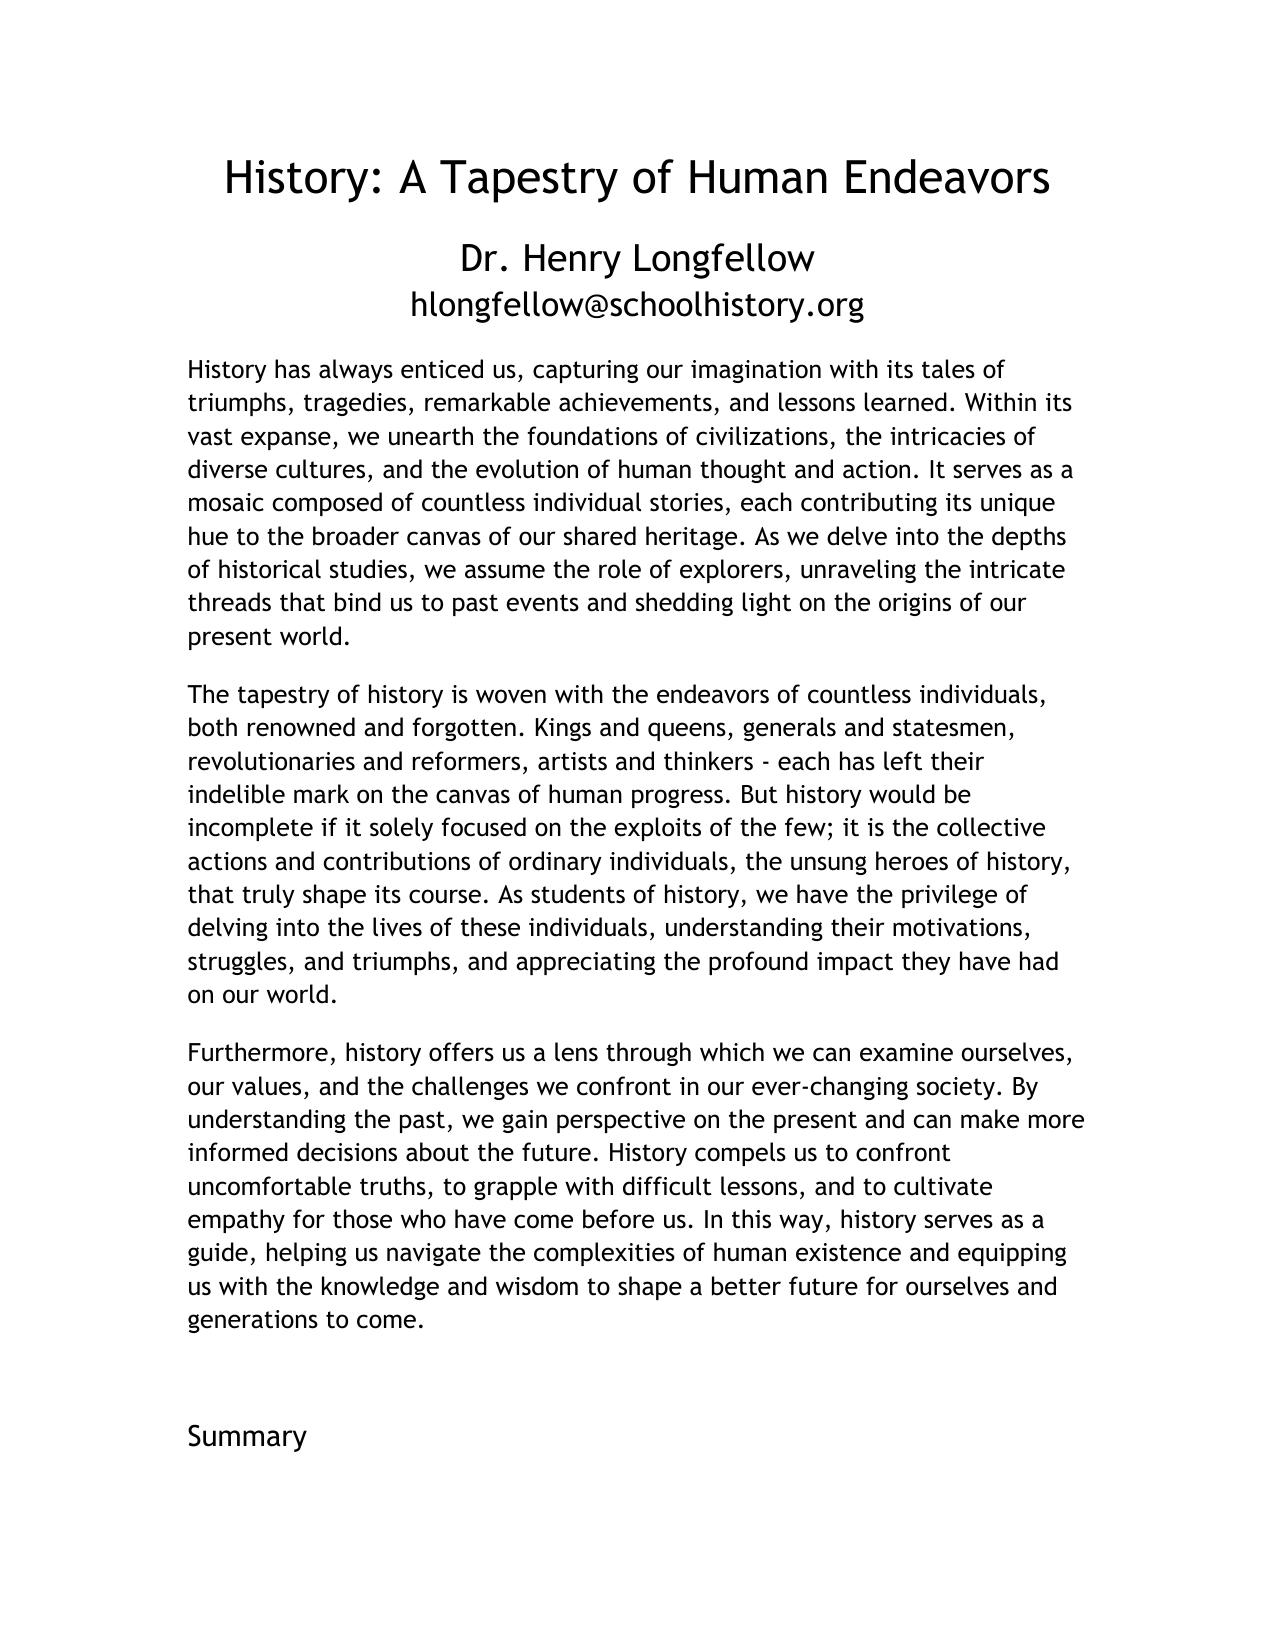 History: A Tapestry of Human Endeavors
Dr. Henry Longfellow
hlongfellow@schoolhistory.org
History has always enticed us, capturing our imagination with its tales of
triumphs, tragedies, remarkable achievements, and lessons learned. Within its
vast expanse, we unearth the foundations of civilizations, the intricacies of
diverse cultures, and the evolution of human thought and action. It serves as a
mosaic composed of countless individual stories, each contributing its unique
hue to the broader canvas of our shared heritage. As we delve into the depths
of historical studies, we assume the role of explorers, unraveling the intricate
threads that bind us to past events and shedding light on the origins of our
present world.
The tapestry of history is woven with the endeavors of countless individuals,
both renowned and forgotten. Kings and queens, generals and statesmen,
revolutionaries and reformers, artists and thinkers - each has left their
indelible mark on the canvas of human progress. But history would be
incomplete if it solely focused on the exploits of the few; it is the collective
actions and contributions of ordinary individuals, the unsung heroes of history,
that truly shape its course. As students of history, we have the privilege of
delving into the lives of these individuals, understanding their motivations,
struggles, and triumphs, and appreciating the profound impact they have had
on our world.
Furthermore, history offers us a lens through which we can examine ourselves,
our values, and the challenges we confront in our ever-changing society. By
understanding the past, we gain perspective on the present and can make more
informed decisions about the future. History compels us to confront
uncomfortable truths, to grapple with difficult lessons, and to cultivate
empathy for those who have come before us. In this way, history serves as a
guide, helping us navigate the complexities of human existence and equipping
us with the knowledge and wisdom to shape a better future for ourselves and
generations to come.
Summary